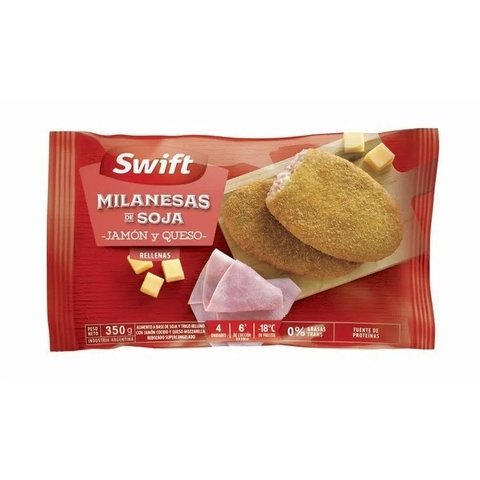 Swift
MILANESAS
DE SOJA
-JAMÓN y QUESO-
RELLENAS
PESO
NETO 350 g
INDUSTRIA ARGENTINA
ALIMENTO A BASE DE SOJA Y TRIGO RELLENO
CON JAMÓN COCIDO Y QUESO MOZZARELLA
REBOZADO SUPERCONGELADO
4
UNIDADES
6'
DE COCCIÓN
-18°C
0% GRASAS
TRANS
FUENTE DE
PROTEÍNAS